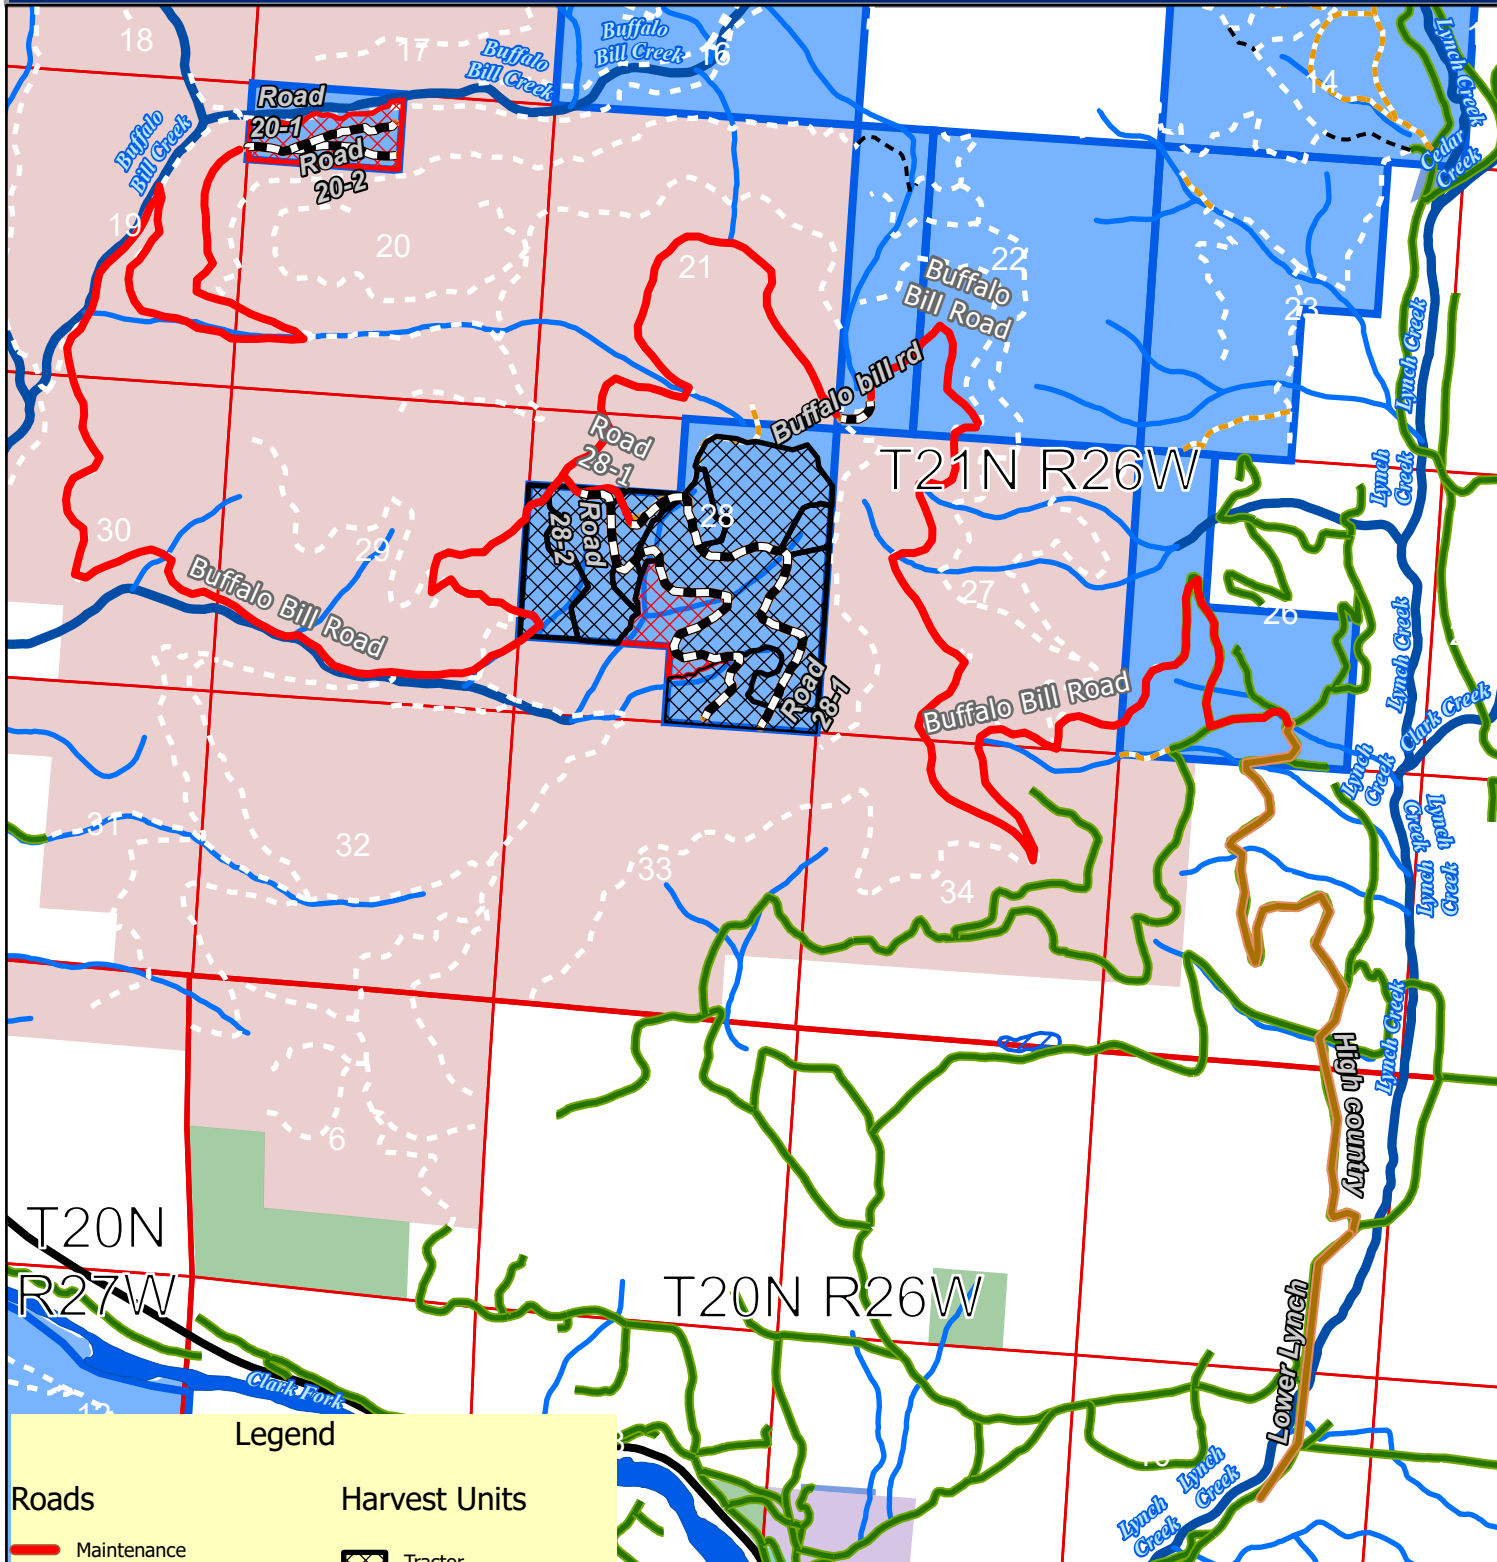 18
17
Buffalo
Bill Creek
Buffalo
Bill Creek
16
14
Lynch Creek
Road
20-1
Road
20-2
Buffalo
Bill Creek
Cedar
Creek
19
20
21
22
Buffalo
Bill Road
23
Lynch Creek
Buffalo bill rd
Road
28-1
T21N R26W
Lynch
Creek
28
Road
28-2
30
29
27
26
Buffalo Bill Road
Lynch Creek
Road
28-1
Buffalo Bill Road
Clark Creek
Lynch
Creek
Lynch
Creek
Lynch
Creek
31
32
33
34
Lynch Creek
High country
6
T20N
R27W
T20N R26W
Clark Fork
Lower Lynch
Lynch
Creek
Lynch
Creek
Legend
Roads
Harvest Units
Maintenance
Tractor